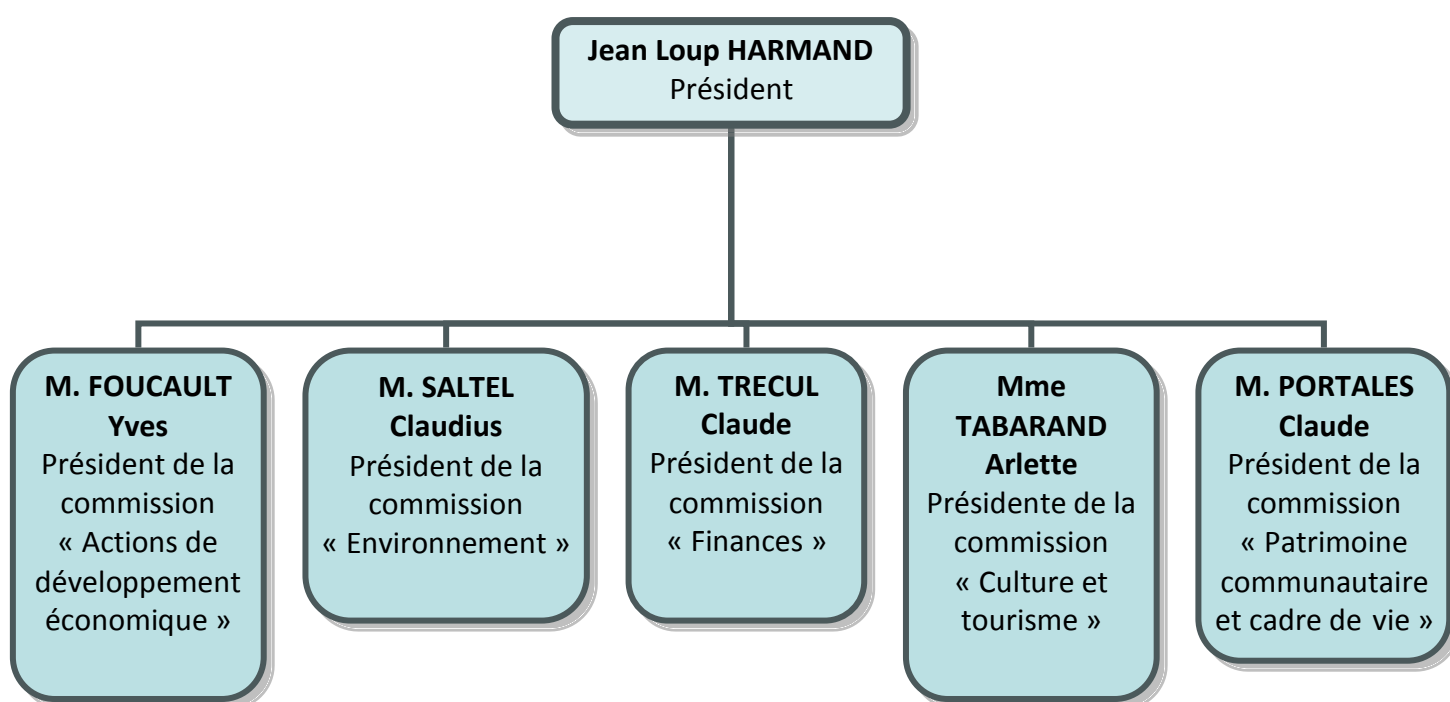 Jean Loup HARMAND
Président
M. FOUCAULT
Yves
Président de la
commission
« Actions de
développement
économique »
M. SALTEL
Claudius
Président de la
commission
« Environnement »
M. TRECUL
Claude
Président de la
commission
« Finances »
Mme
TABARAND
Arlette
Présidente de la
commission
« Culture et
tourisme »
M. PORTALES
Claude
Président de la
commission
« Patrimoine
communautaire
et cadre de vie »